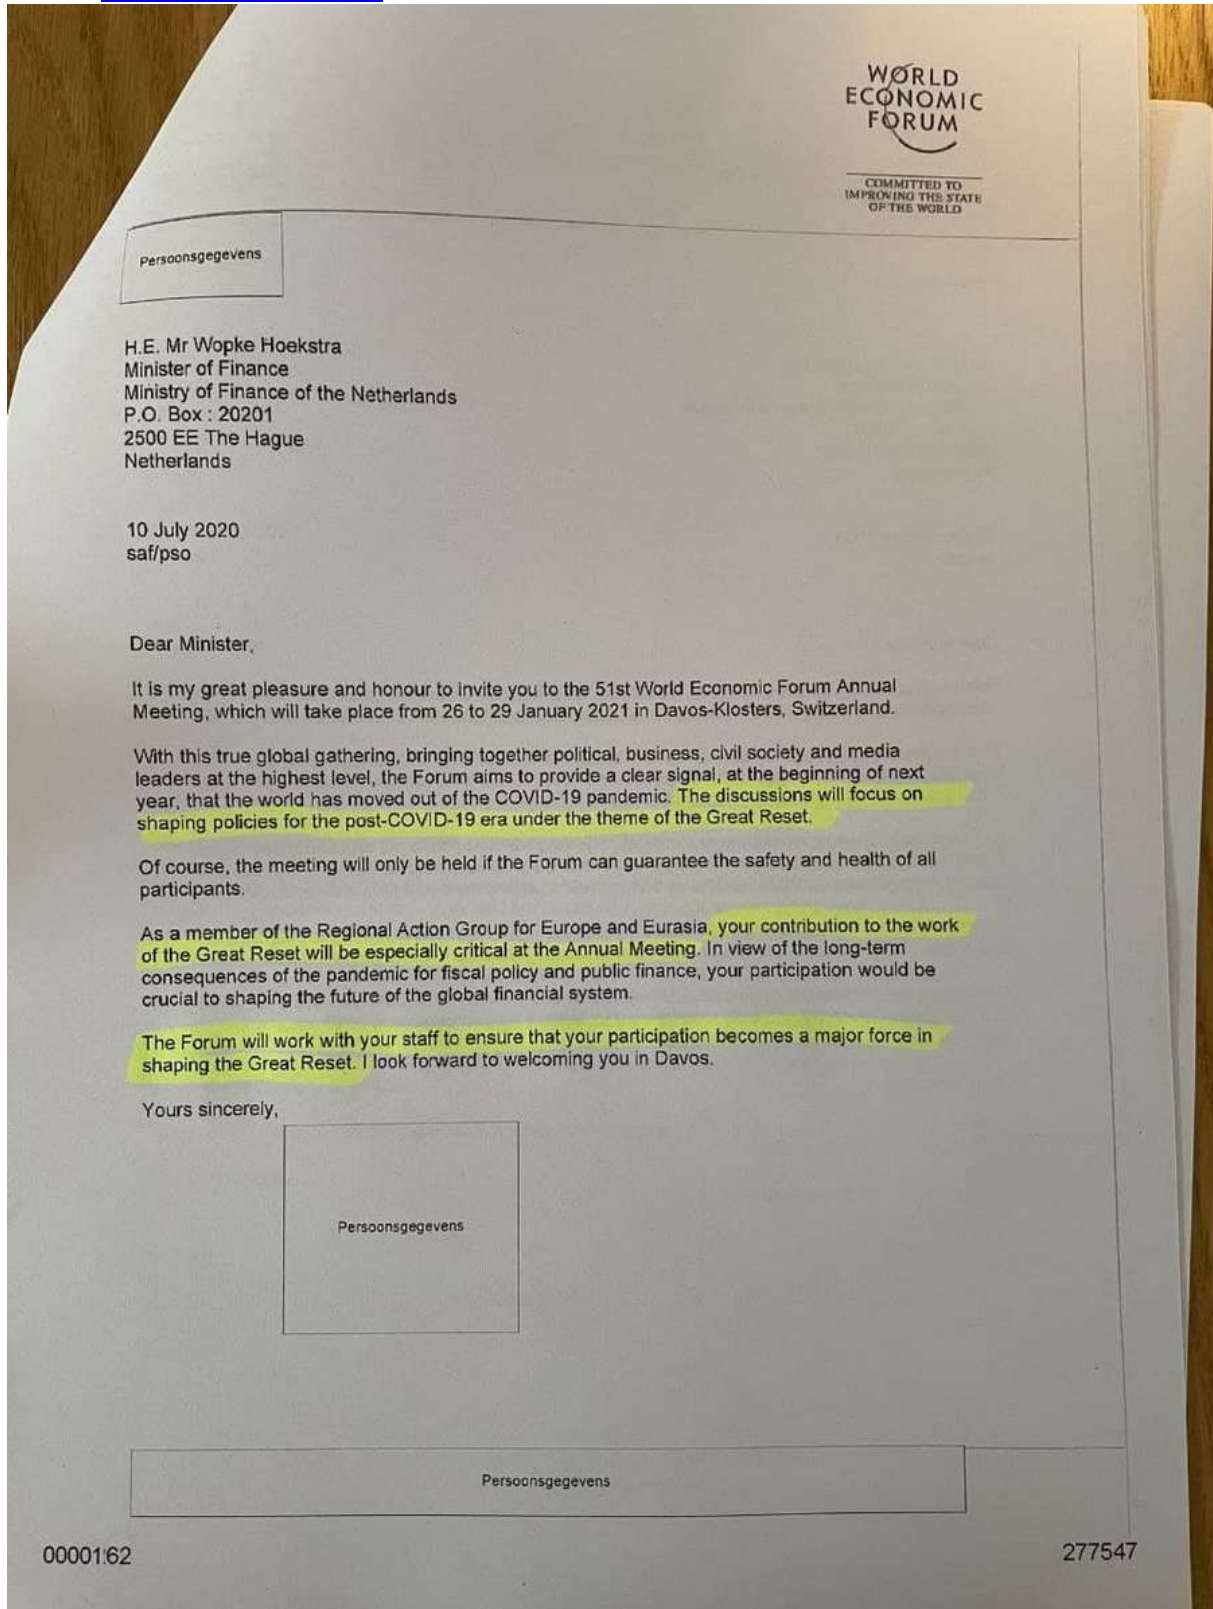 WORLD
ECONOMIC
FORUM
COMMITTED TO
IMPROVING THE STATE
OF THE WORLD
Persoonsgegevens
H.E. Mr Wopke Hoekstra
Minister of Finance
Ministry of Finance of the Netherlands
P.O. Box : 20201
2500 EE The Hague
Netherlands
10 July 2020
saf/pso
Dear Minister,
It is my great pleasure and honour to invite you to the 51st World Economic Forum Annual
Meeting, which will take place from 26 to 29 January 2021 in Davos-Klosters, Switzerland.
With this true global gathering, bringing together political, business, civil society and media
leaders at the highest level, the Forum aims to provide a clear signal, at the beginning of next
year, that the world has moved out of the COVID-19 pandemic. The discussions will focus on
shaping policies for the post-COVID-19 era under the theme of the Great Reset.
Of course, the meeting will only be held if the Forum can guarantee the safety and health of all
participants.
As a member of the Regional Action Group for Europe and Eurasia, your contribution to the work
of the Great Reset will be especially critical at the Annual Meeting. In view of the long-term
consequences of the pandemic for fiscal policy and public finance, your participation would be
crucial to shaping the future of the global financial system.
The Forum will work with your staff to ensure that your participation becomes a major force in
shaping the Great Reset. I look forward to welcoming you in Davos.
Yours sincerely,
Persoonsgegevens
Persoonsgegevens
0000162
277547